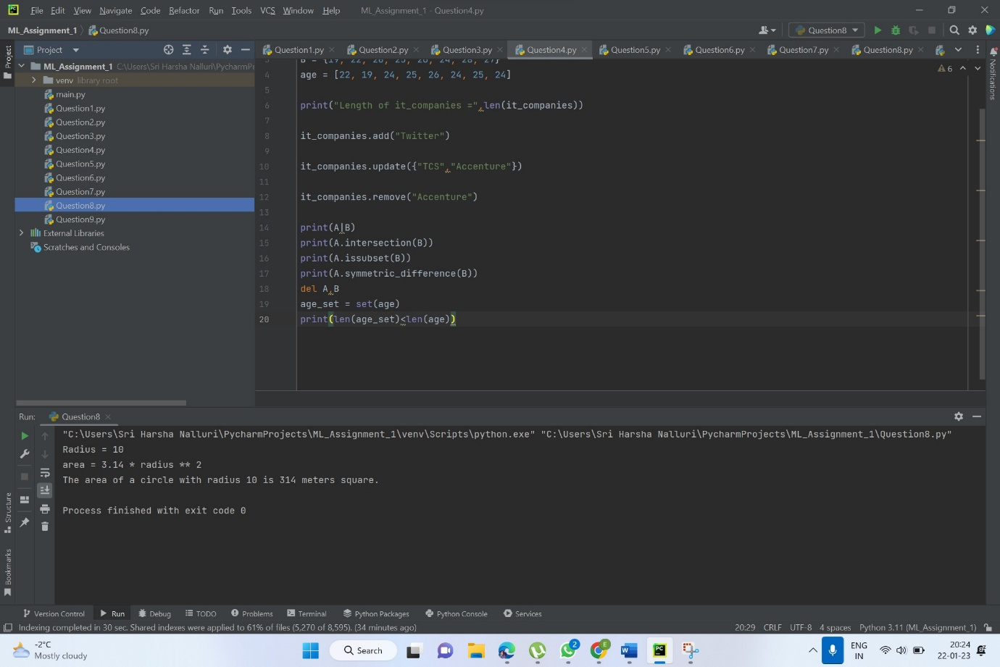 File Edit View Navigate Code Refactor Run Tools VCS Window Help ML_Assignment_1 - Question4.py
ML_Assignment_1 Question8.py
Question8
Project
Project
Question1.py
Question2.py
Question3.py
Question4.py
Question5.py
Question6.py
Question7.py
Question8.py
Notifications
ML_Assignment_1 C:\Users\Sri Harsha Nalluri\PycharmPr
venv library root
main.py
Question1.py
Question2.py
Question3.py
Question4.py
Question5.py
Question6.py
Question7.py
Question8.py
Question9.py
External Libraries
Scratches and Consoles
6
4 age = [22, 19, 24, 25, 26, 24, 25, 24]
5
6 print("Length of it_companies =",len(it_companies))
7
8 it_companies.add("Twitter")
9
10 it_companies.update({"TCS","Accenture"})
11
12 it_companies.remove("Accenture")
13
14 print(A|B)
15 print(A.intersection(B))
16 print(A.issubset(B))
17 print(A.symmetric_difference(B))
18 del A,B
19 age_set = set(age)
20 print(len(age_set)<len(age))
Run: Question8
"C:\Users\Sri Harsha Nalluri\PycharmProjects\ML_Assignment_1\venv\Scripts\python.exe" "C:\Users\Sri Harsha Nalluri\PycharmProjects\ML_Assignment_1\Question8.py"
Radius = 10
area = 3.14 * radius ** 2
The area of a circle with radius 10 is 314 meters square.
Process finished with exit code 0
Structure
Bookmarks
Version Control Run Debug TODO Problems Terminal Python Packages Python Console Services
Indexing completed in 30 sec. Shared indexes were applied to 61% of files (5,270 of 8,595). (34 minutes ago) 20:29 CRLF UTF-8 4 spaces Python 3.11 (ML_Assignment_1)
-2°C
Mostly cloudy
Search
2
E
ENG
IN
20:24
22-01-23